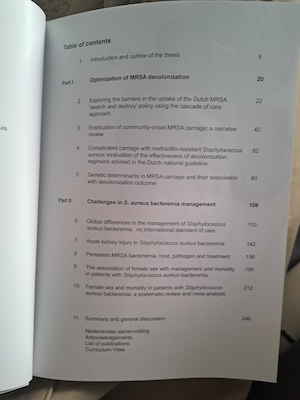 Table of contents
1 Introduction and outline of the thesis 9
Part I Optimization of MRSA decolonization 20
2 Exploring the barriers in the uptake of the Dutch MRSA 22
'search and destroy' policy using the cascade of care
approach
3 Eradication of community-onset MRSA carriage: a narrative 40
review
4 Complicated carriage with methicillin-resistant Staphylococcus 62
aureus: evaluation of the effectiveness of decolonization
regimens advised in the Dutch national guideline
5 Genetic determinants in MRSA carriage and their association 80
with decolonization outcome
Part II Challenges in S. aureus bacteremia management 108
6 Global differences in the management of Staphylococcus 110
aureus bacteremia: no international standard of care
7 Acute kidney injury in Staphylococcus aureus bacteremia 142
8 Persistent MRSA bacteremia: host, pathogen and treatment 156
9 The association of female sex with management and mortality 190
in patients with Staphylococcus aureus bacteremia
10 Female sex and mortality in patients with Staphylococcus 212
aureus bacteremia: a systematic review and meta-analysis
11 Summary and general discussion 246
Nederlandse samenvatting
Acknowledgements
List of publications
Curriculum Vitae